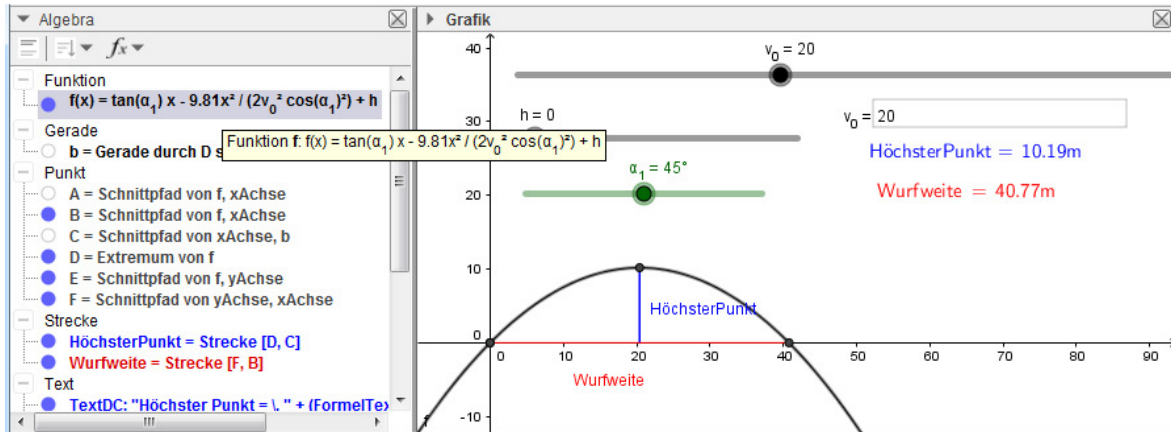 Algebra
fx
Funktion
f(x) = tan(α₁) x - 9.81x² / (2v₀² cos(α₁)²) + h
Gerade
b = Gerade durch D s
Funktion f: f(x) = tan(α₁) x - 9.81x² / (2v₀² cos(α₁)²) + h
Punkt
A = Schnittpfad von f, xAchse
B = Schnittpfad von f, xAchse
C = Schnittpfad von xAchse, b
D = Extremum von f
E = Schnittpfad von f, yAchse
F = Schnittpfad von yAchse, xAchse
Strecke
HöchsterPunkt = Strecke [D, C]
Wurfweite = Strecke [F, B]
Text
TextDC: "Höchster Punkt = \, " + (FormelTex
Grafik
v₀ = 20
h = 0
v₀ = 20
HöchsterPunkt = 10.19m
α₁ = 45°
Wurfweite = 40.77m
40
30
20
10
0
-10
HöchsterPunkt
0 10 20 30 40 50 60 70 80 90
Wurfweite
f